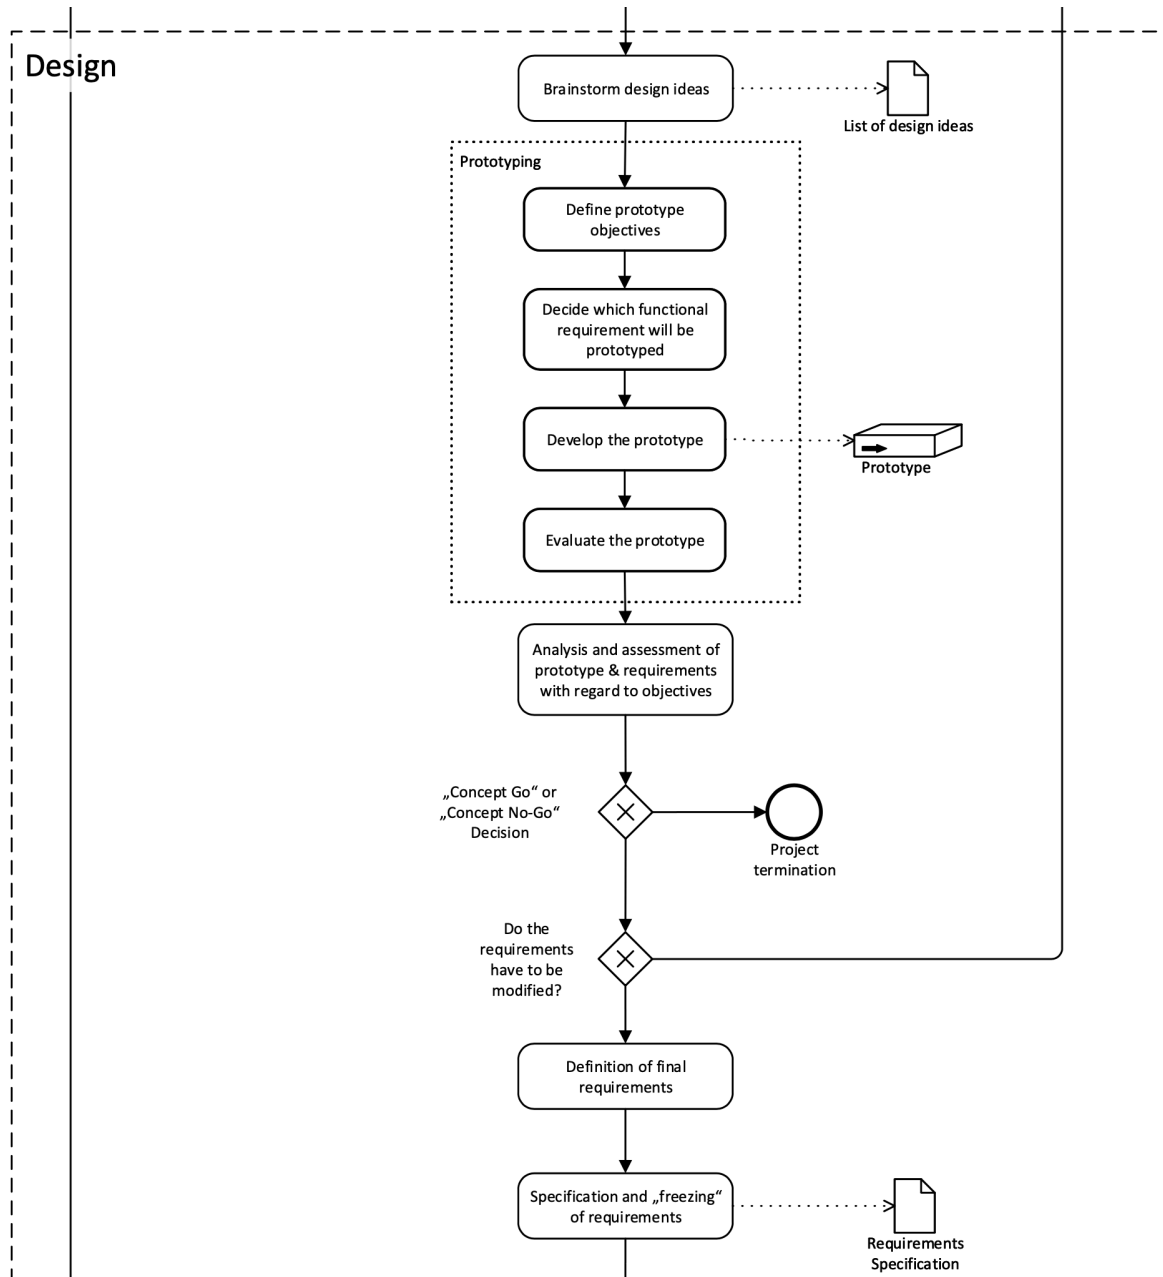 Design
Brainstorm design ideas
List of design ideas
Prototyping
Define prototype
objectives
Decide which functional
requirement will be
prototyped
Develop the prototype
Prototype
Evaluate the prototype
Analysis and assessment of
prototype & requirements
with regard to objectives
„Concept Go“ or
„Concept No-Go“
Decision
Project
termination
Do the
requirements
have to be
modified?
Definition of final
requirements
Specification and „freezing“
of requirements
Requirements
Specification